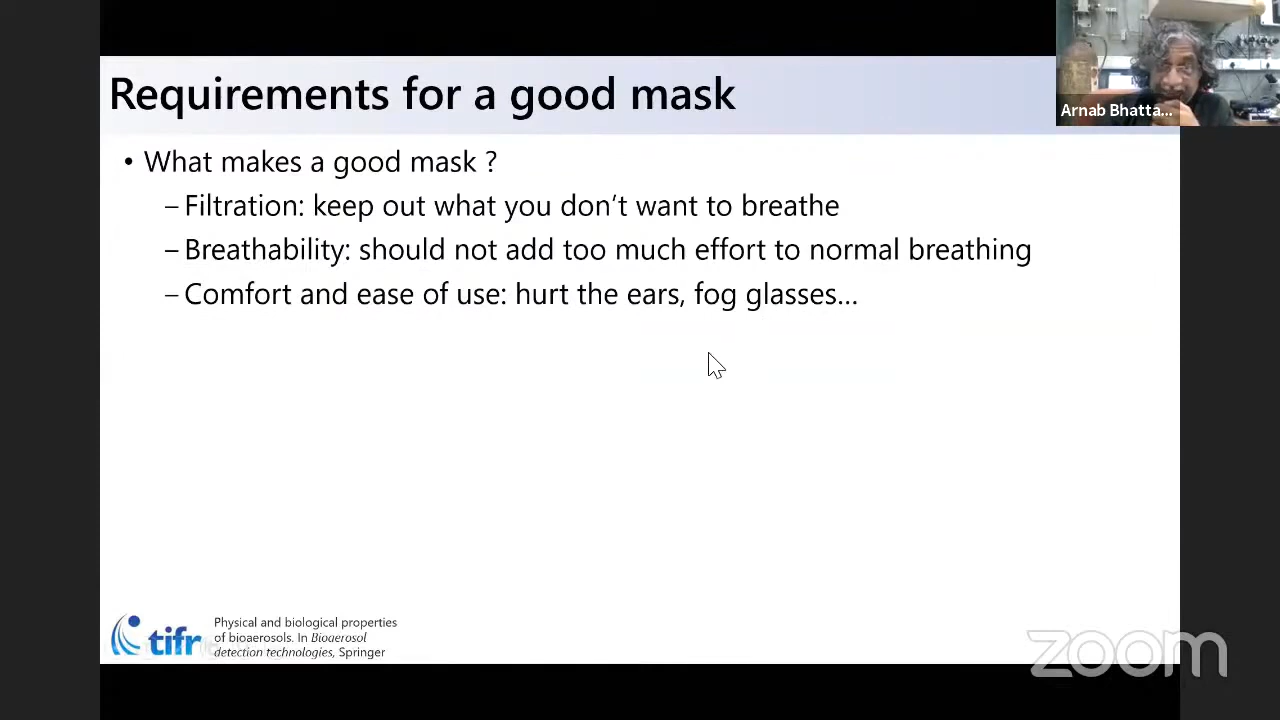 Requirements for a good mask
Arnab Bhatta...
• What makes a good mask ?
– Filtration: keep out what you don’t want to breathe
– Breathability: should not add too much effort to normal breathing
– Comfort and ease of use: hurt the ears, fog glasses…
tifr
Physical and biological properties
of bioaerosols. In Bioaerosol
detection technologies, Springer
zoom